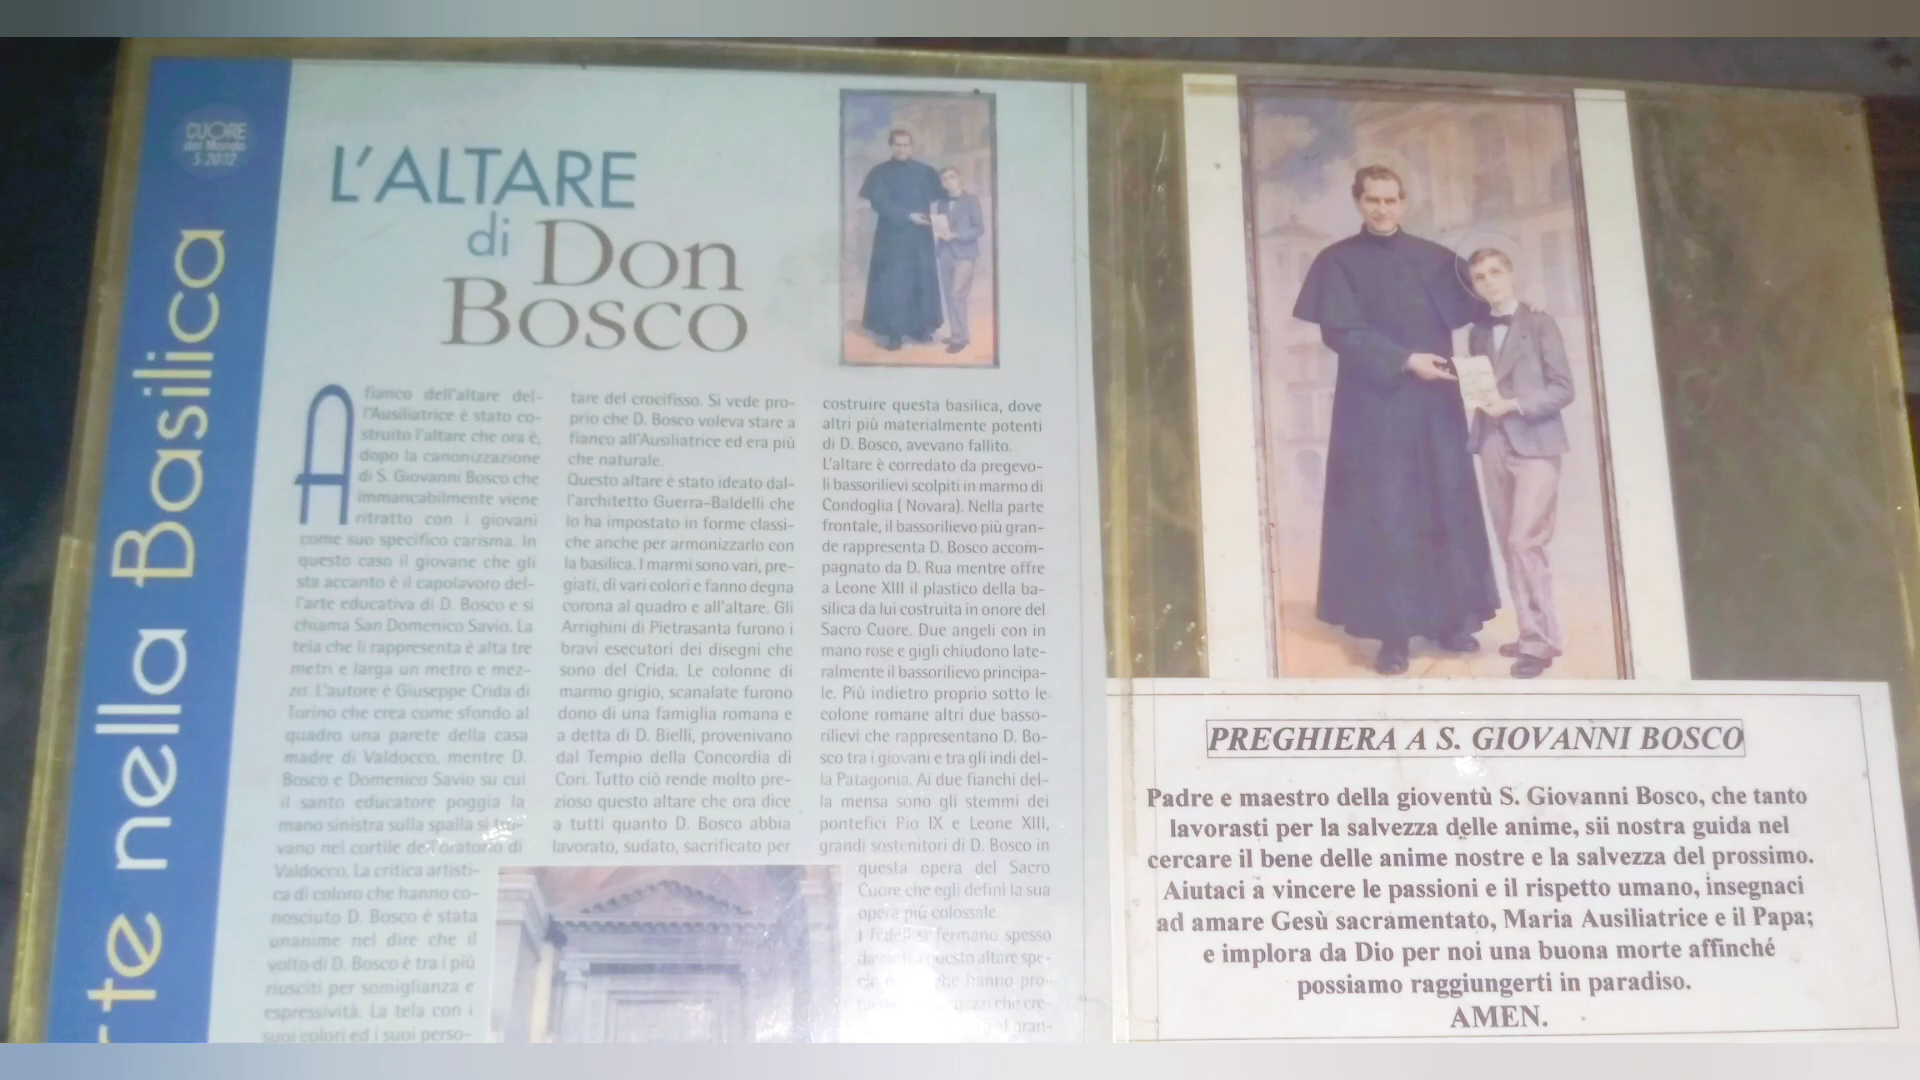 CUORE
del Mondo
5-2012
rte nella Basilica
L'ALTARE
di Don
Bosco
A fianco dell'altare del-
l'Ausiliatrice è stato co-
struito l'altare che ora è,
dopo la canonizzazione
di S. Giovanni Bosco che
immancabilmente viene
ritratto con i giovani
come suo specifico carisma. In
questo caso il giovane che gli
sta accanto è il capolavoro del-
l'arte educativa di D. Bosco e si
chiama San Domenico Savio. La
tela che li rappresenta è alta tre
metri e larga un metro e mez-
zo. L'autore è Giuseppe Crida di
Torino che crea come sfondo al
quadro una parete della casa
madre di Valdocco, mentre D.
Bosco e Domenico Savio su cui
il santo educatore poggia la
mano sinistra sulla spalla si tro-
vano nel cortile dell'oratorio di
Valdocco. La critica artisti-
ca di coloro che hanno co-
nosciuto D. Bosco è stata
unanime nel dire che il
volto di D. Bosco è tra i più
riusciti per somiglianza e
espressività. La tela con i
suoi colori ed i suoi perso-
tare del crocifisso. Si vede pro-
prio che D. Bosco voleva stare a
fianco all'Ausiliatrice ed era più
che naturale.
Questo altare è stato ideato dal-
l'architetto Guerra-Baldelli che
lo ha impostato in forme classi-
che anche per armonizzarlo con
la basilica. I marmi sono vari, pre-
giati, di vari colori e fanno degna
corona al quadro e all'altare. Gli
Arrighini di Pietrasanta furono i
bravi esecutori dei disegni che
sono del Crida. Le colonne di
marmo grigio, scanalate furono
dono di una famiglia romana e
a detta di D. Bielli, provenivano
dal Tempio della Concordia di
Cori. Tutto ciò rende molto pre-
zioso questo altare che ora dice
a tutti quanto D. Bosco abbia
lavorato, sudato, sacrificato per
costruire questa basilica, dove
altri più materialmente potenti
di D. Bosco, avevano fallito.
L'altare è corredato da pregevo-
li bassorilievi scolpiti in marmo di
Condoglia ( Novara). Nella parte
frontale, il bassorilievo più gran-
de rappresenta D. Bosco accom-
pagnato da D. Rua mentre offre
a Leone XIII il plastico della ba-
silica da lui costruita in onore del
Sacro Cuore. Due angeli con in
mano rose e gigli chiudono late-
ralmente il bassorilievo principa-
le. Più indietro proprio sotto le
colone romane altri due basso-
rilievi che rappresentano D. Bo-
sco tra i giovani e tra gli indi del-
la Patagonia. Ai due fianchi del-
la mensa sono gli stemmi dei
pontefici Pio IX e Leone XIII,
grandi sostenitori di D. Bosco in
questa opera del Sacro
Cuore che egli definì la sua
opera più colossale.
I fedeli si fermano spesso
questo altare spe-
che hanno pro-
che cre-
gran-
PREGHIERA A S. GIOVANNI BOSCO
Padre e maestro della gioventù S. Giovanni Bosco, che tanto
lavorasti per la salvezza delle anime, sii nostra guida nel
cercare il bene delle anime nostre e la salvezza del prossimo.
Aiutaci a vincere le passioni e il rispetto umano, insegnaci
ad amare Gesù sacramentato, Maria Ausiliatrice e il Papa;
e implora da Dio per noi una buona morte affinché
possiamo raggiungerti in paradiso.
AMEN.